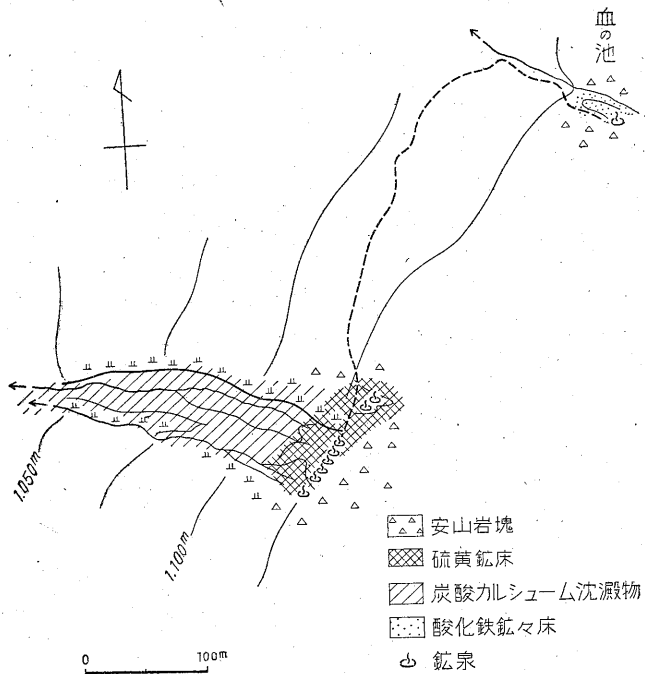 血の池
1.050m
1.100m
安山岩塊
硫黄鉱床
炭酸カルシューム沈澱物
酸化鉄鉱々床
鉱泉
0 100m